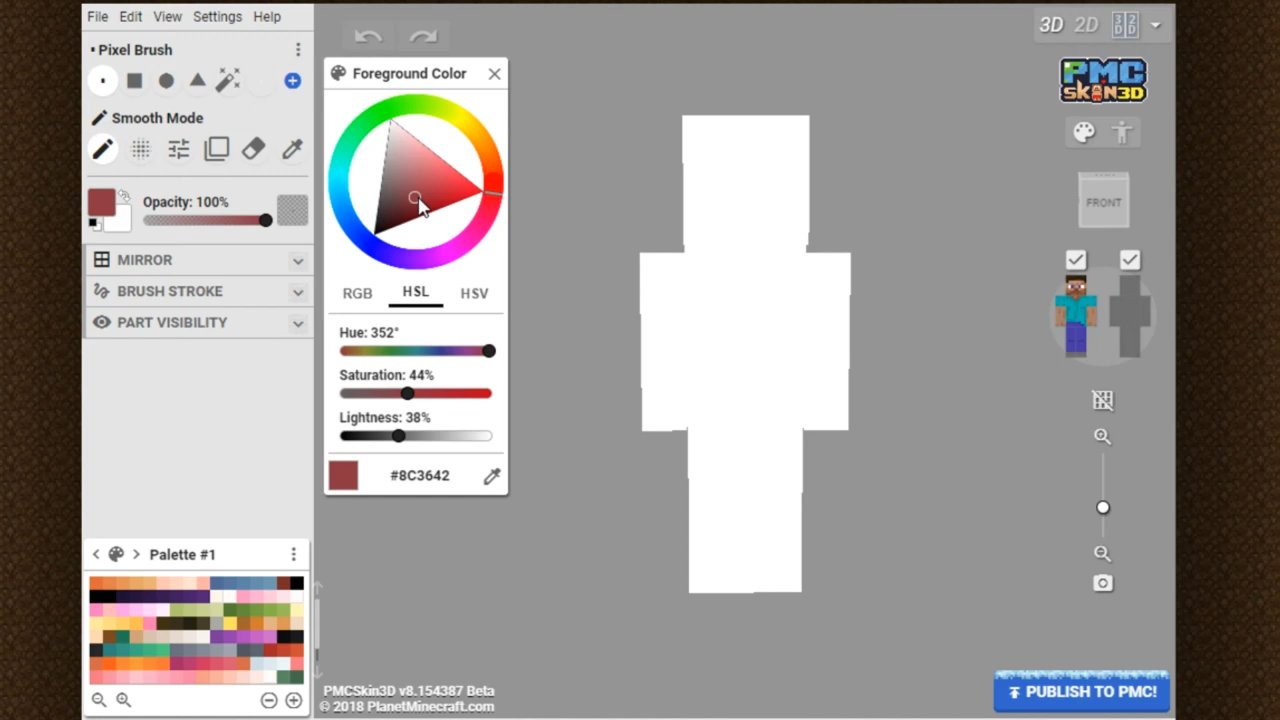 File Edit View Settings Help
Pixel Brush
Smooth Mode
Opacity: 100%
MIRROR
BRUSH STROKE
PART VISIBILITY
Palette #1
Foreground Color
RGB HSL HSV
Hue: 352°
Saturation: 44%
Lightness: 38%
#8C3642
PMCSkin3D v8.154387 Beta
© 2018 PlanetMinecraft.com
3D 2D 3D 2D
PMC
SKIN3D
FRONT
PUBLISH TO PMC!